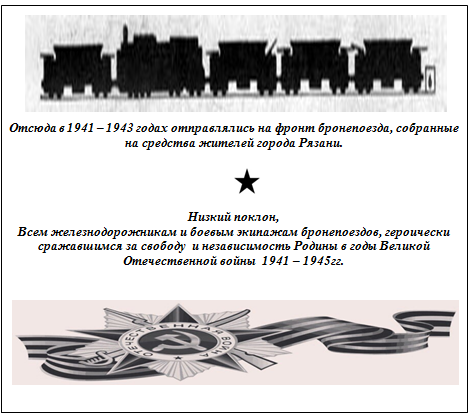 Отсюда в 1941 – 1943 годах отправлялись на фронт бронепоезда, собранные
на средства жителей города Рязани.
Низкий поклон,
Всем железнодорожникам и боевым экипажам бронепоездов, героически
сражавшимся за свободу и независимость Родины в годы Великой
Отечественной войны 1941 – 1945гг.
ОТЕЧЕСТВЕННАЯ ВОЙНА